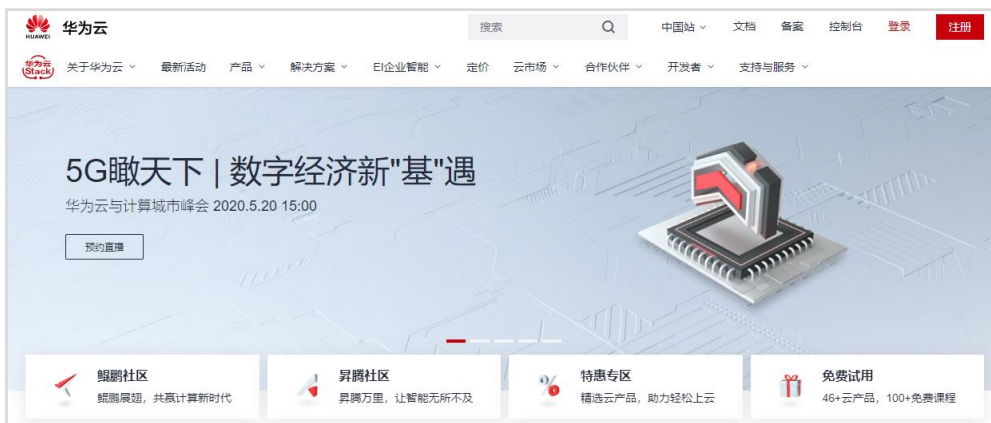 HUAWEI 华为云 搜索 中国站 文档 备案 控制台 登录 注册
华为云 Stack 关于华为云 最新活动 产品 解决方案 EI企业智能 定价 云市场 合作伙伴 开发者 支持与服务
5G瞰天下 | 数字经济新"基"遇
华为云与计算城市峰会 2020.5.20 15:00
预约直播
鲲鹏社区
鲲鹏展翅，共赢计算新时代
昇腾社区
昇腾万里，让智能无所不及
特惠专区
精选云产品，助力轻松上云
免费试用
46+云产品，100+免费课程